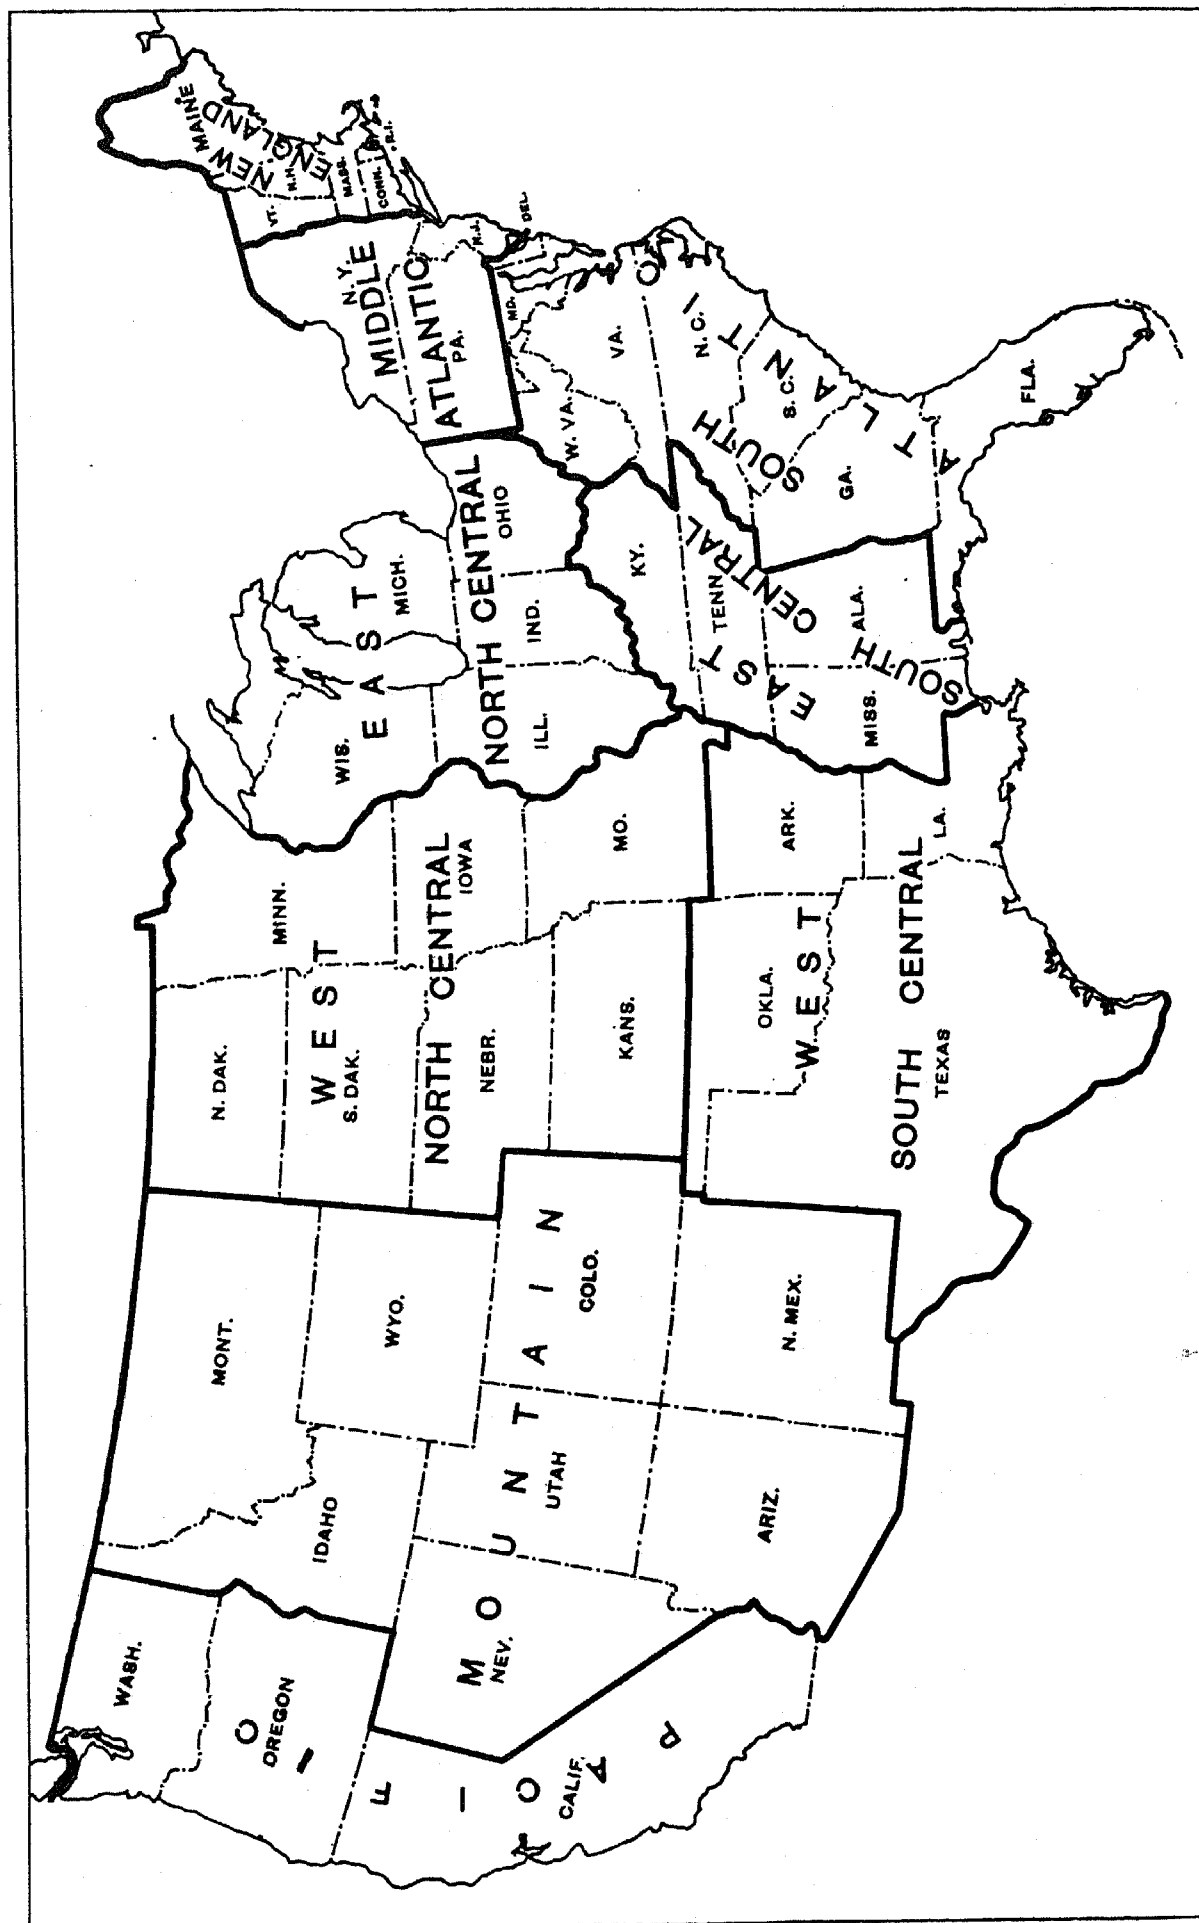 PACIFIC
WASH.
OREGON
CALIF.
MOUNTAIN
MONT.
IDAHO
WYO.
NEV.
UTAH
COLO.
ARIZ.
N. MEX.
WEST
NORTH CENTRAL
N. DAK.
MINN.
S. DAK.
NEBR.
IOWA
KANS.
MO.
WEST
SOUTH CENTRAL
OKLA.
ARK.
TEXAS
LA.
EAST
NORTH CENTRAL
WIS.
MICH.
ILL.
IND.
OHIO
EAST
SOUTH CENTRAL
KY.
TENN
MISS.
ALA.
SOUTH
ATLANTIC
W. VA.
MD.
DEL.
VA.
N.C.
S.C.
GA.
FLA.
MIDDLE
ATLANTIC
N.Y.
PA.
N.J.
NEW
ENGLAND
MAINE
VT.
N.H.
MASS.
CONN.
R.I.